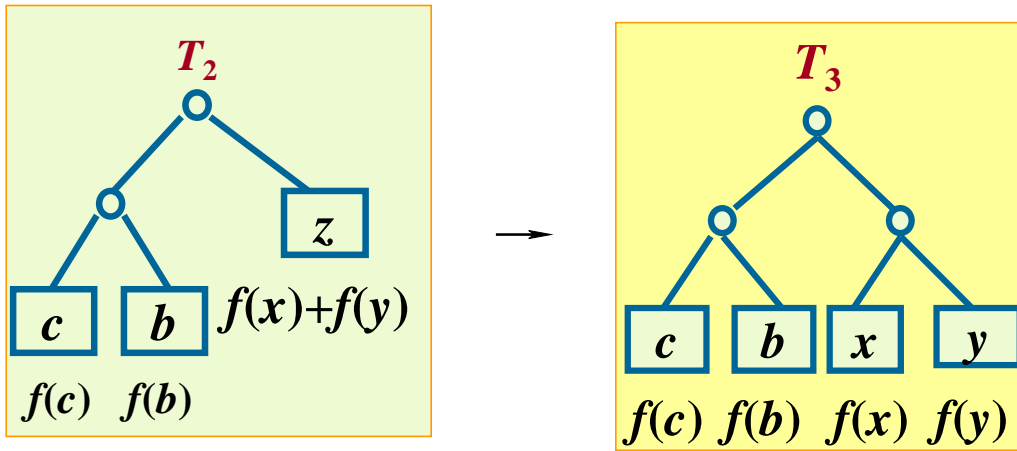 T₂
z
c b f(x)+f(y)
f(c) f(b)
T₃
c b x y
f(c) f(b) f(x) f(y)